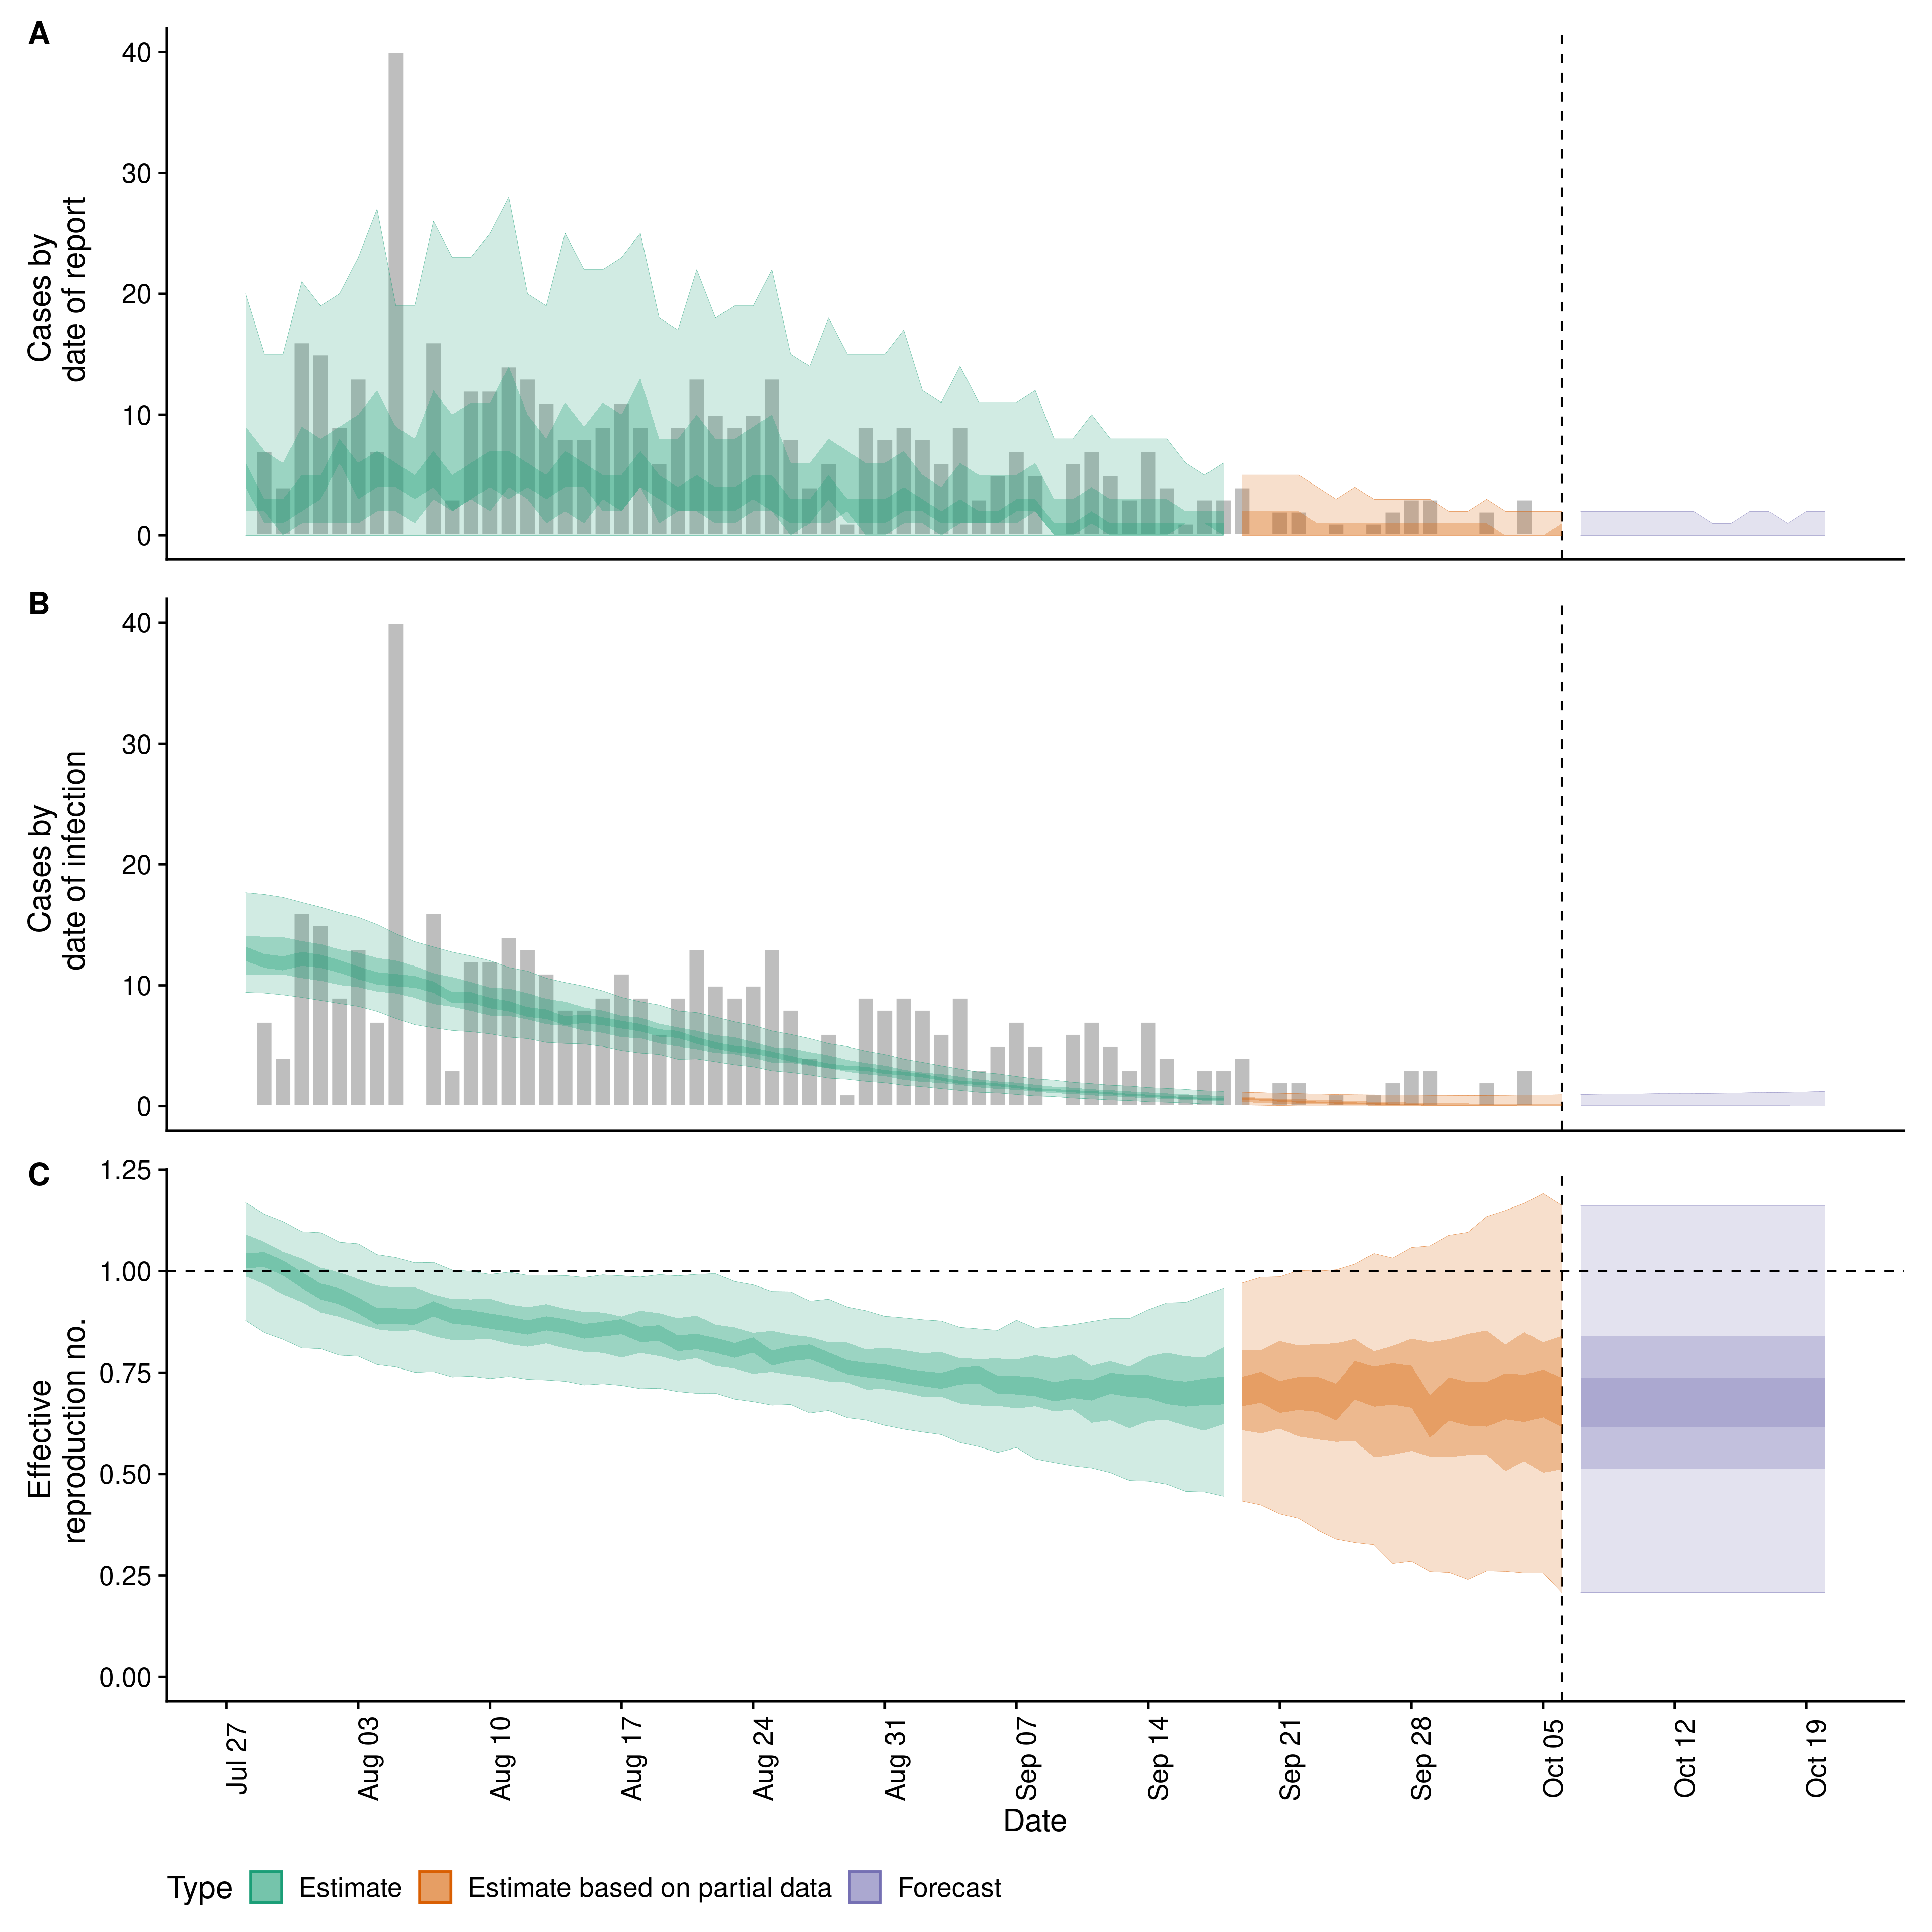 A
40
30
20
10
0
Cases by
date of report
B
40
30
20
10
0
Cases by
date of infection
C
1.25
1.00
0.75
0.50
0.25
0.00
Effective
reproduction no.
Jul 27
Aug 03
Aug 10
Aug 17
Aug 24
Aug 31
Sep 07
Sep 14
Sep 21
Sep 28
Oct 05
Oct 12
Oct 19
Date
Type
Estimate
Estimate based on partial data
Forecast